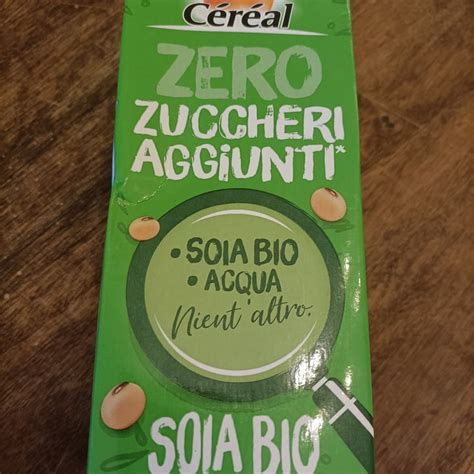 Céréal
ZERO
ZUCCHERI
AGGIUNTI*
• SOIA BIO
• ACQUA
Nient'altro.
SOIA BIO